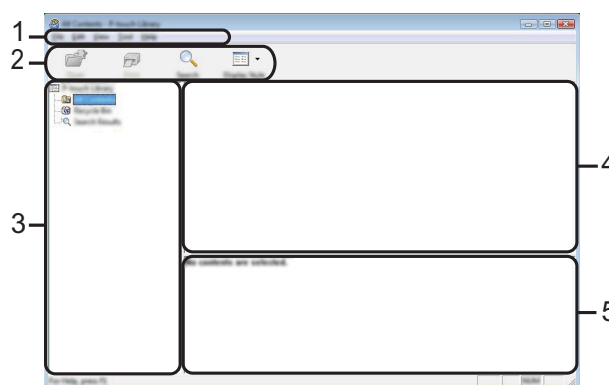 All Contents - P-touch Library
1
File Edit View Tool Help
2
Open Print Search Display Style
P-touch Library
All Contents
Recycle Bin
Search Results
3
4
No contents are selected.
5
For Help, press F1
NUM